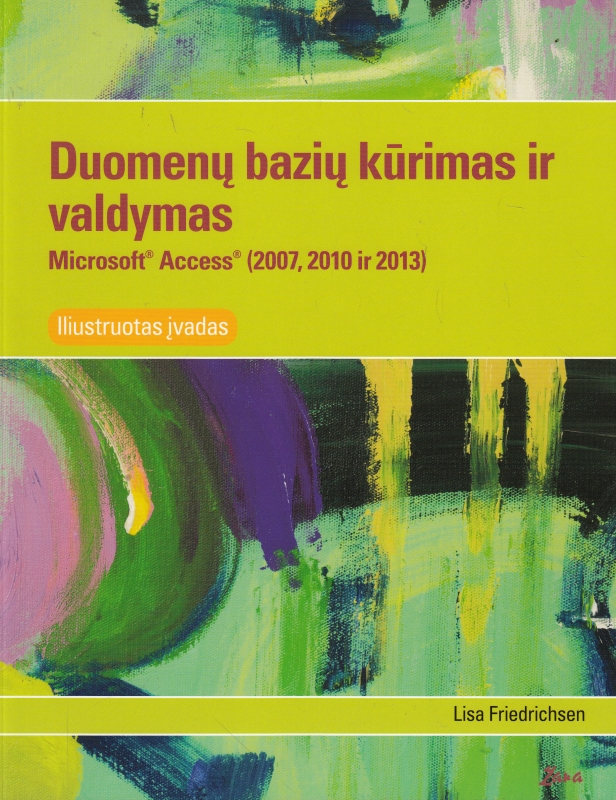 Duomenų bazių kūrimas ir
valdymas
Microsoft® Access® (2007, 2010 ir 2013)
Iliustruotas įvadas
Lisa Friedrichsen